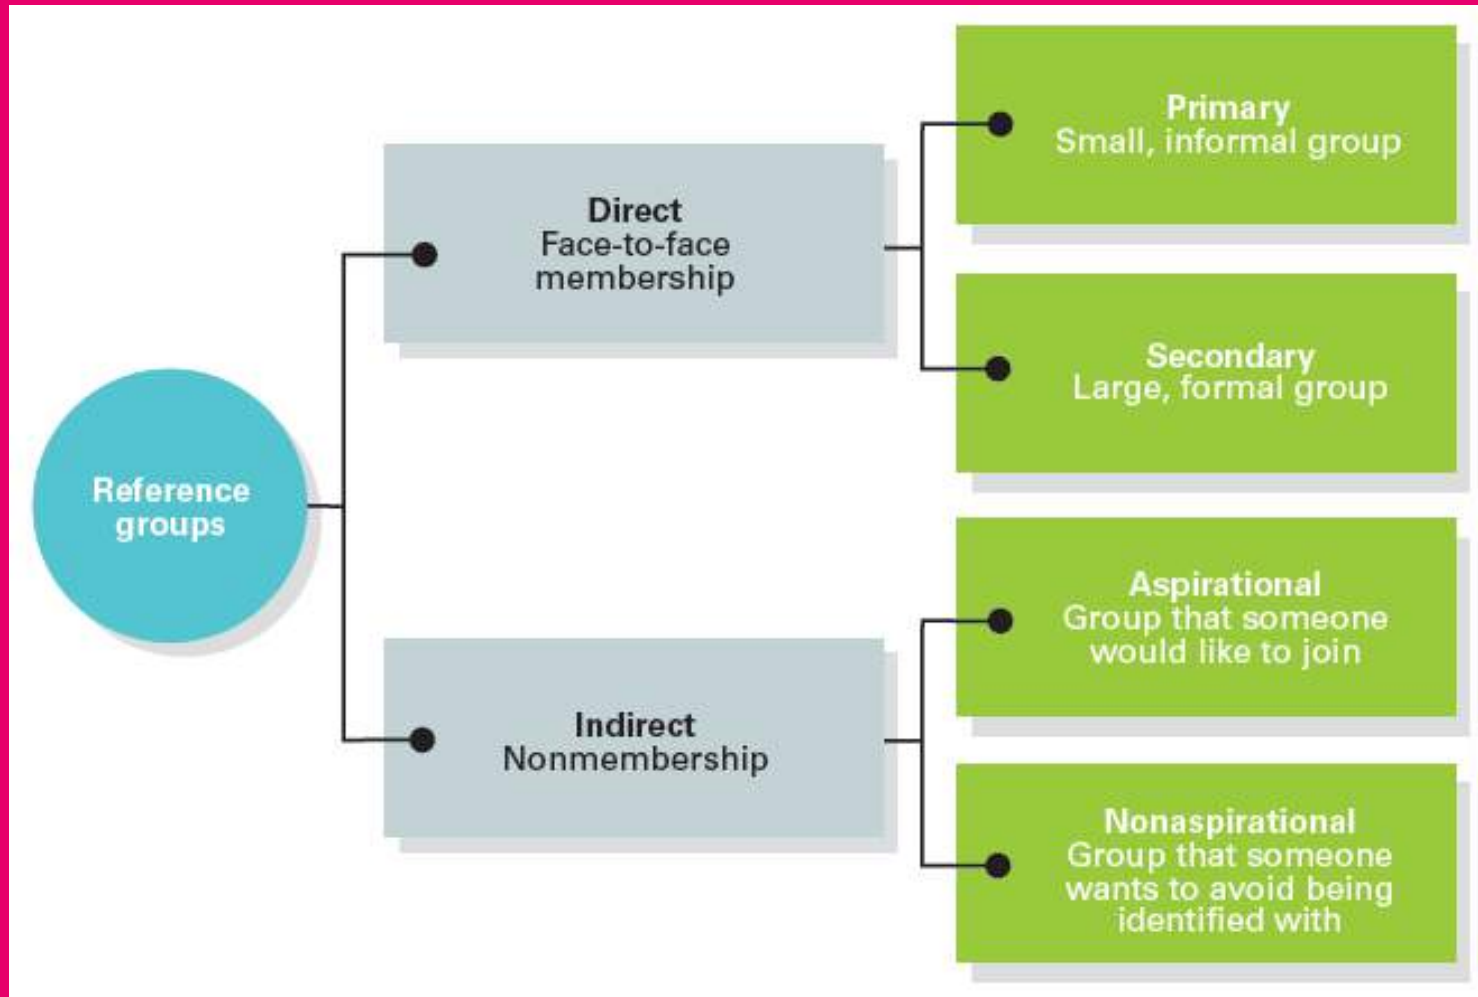 Reference
groups
Direct
Face-to-face
membership
Primary
Small, informal group
Secondary
Large, formal group
Indirect
Nonmembership
Aspirational
Group that someone
would like to join
Nonaspirational
Group that someone
wants to avoid being
identified with